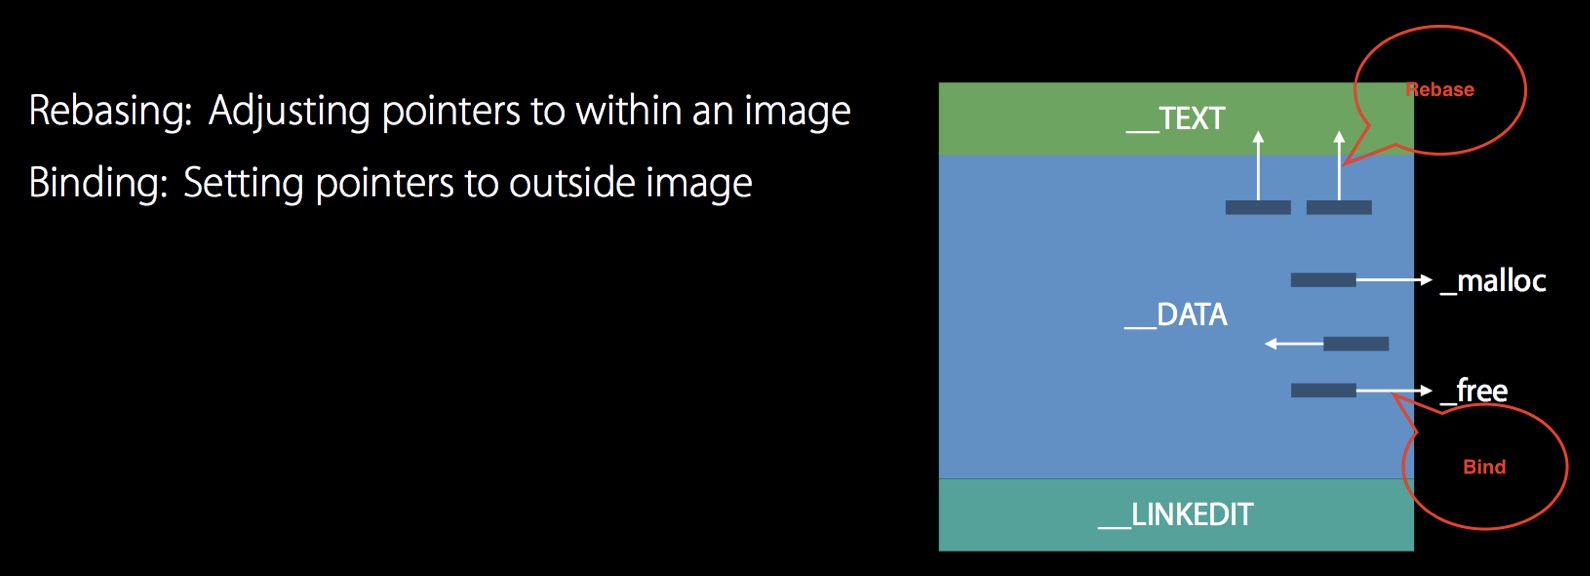 Rebasing: Adjusting pointers to within an image
Binding: Setting pointers to outside image
Rebase
__TEXT
_malloc
__DATA
_free
Bind
__LINKEDIT